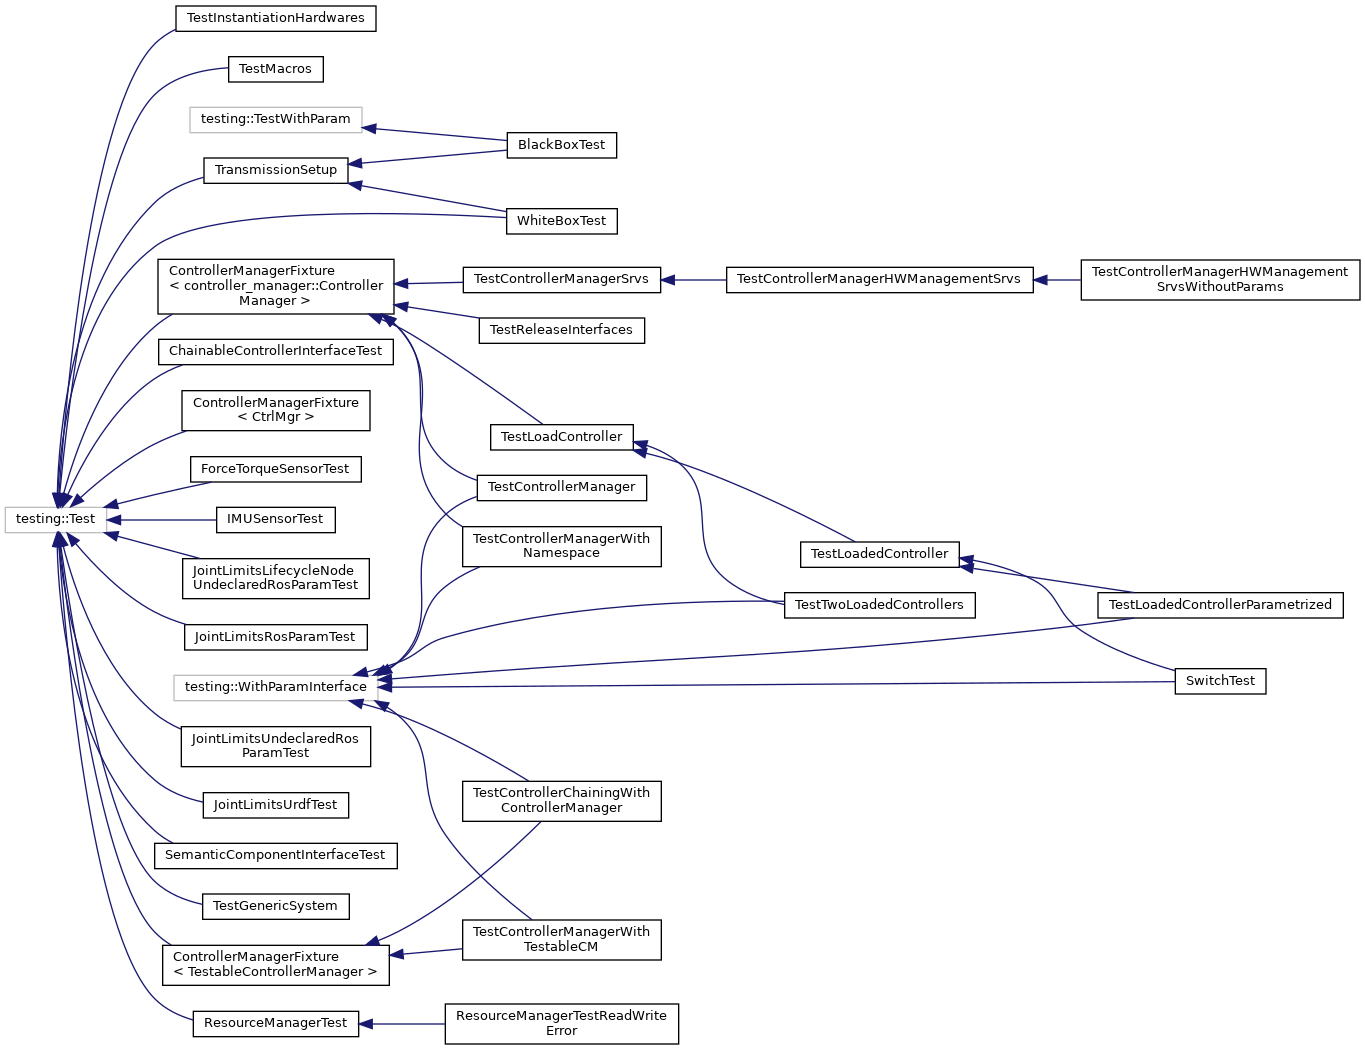 TestInstantiationHardwares
TestMacros
testing::TestWithParam
BlackBoxTest
TransmissionSetup
WhiteBoxTest
ControllerManagerFixture
< controller_manager::Controller
Manager >
TestControllerManagerSrvs
TestControllerManagerHWManagementSrvs
TestControllerManagerHWManagement
SrvsWithoutParams
TestReleaseInterfaces
ChainableControllerInterfaceTest
ControllerManagerFixture
< CtrlMgr >
TestLoadController
ForceTorqueSensorTest
TestControllerManager
testing::Test
IMUSensorTest
TestControllerManagerWith
Namespace
TestLoadedController
JointLimitsLifecycleNode
UndeclaredRosParamTest
TestTwoLoadedControllers
TestLoadedControllerParametrized
JointLimitsRosParamTest
testing::WithParamInterface
SwitchTest
JointLimitsUndeclaredRos
ParamTest
JointLimitsUrdfTest
TestControllerChainingWith
ControllerManager
SemanticComponentInterfaceTest
TestGenericSystem
TestControllerManagerWith
TestableCM
ControllerManagerFixture
< TestableControllerManager >
ResourceManagerTest
ResourceManagerTestReadWrite
Error